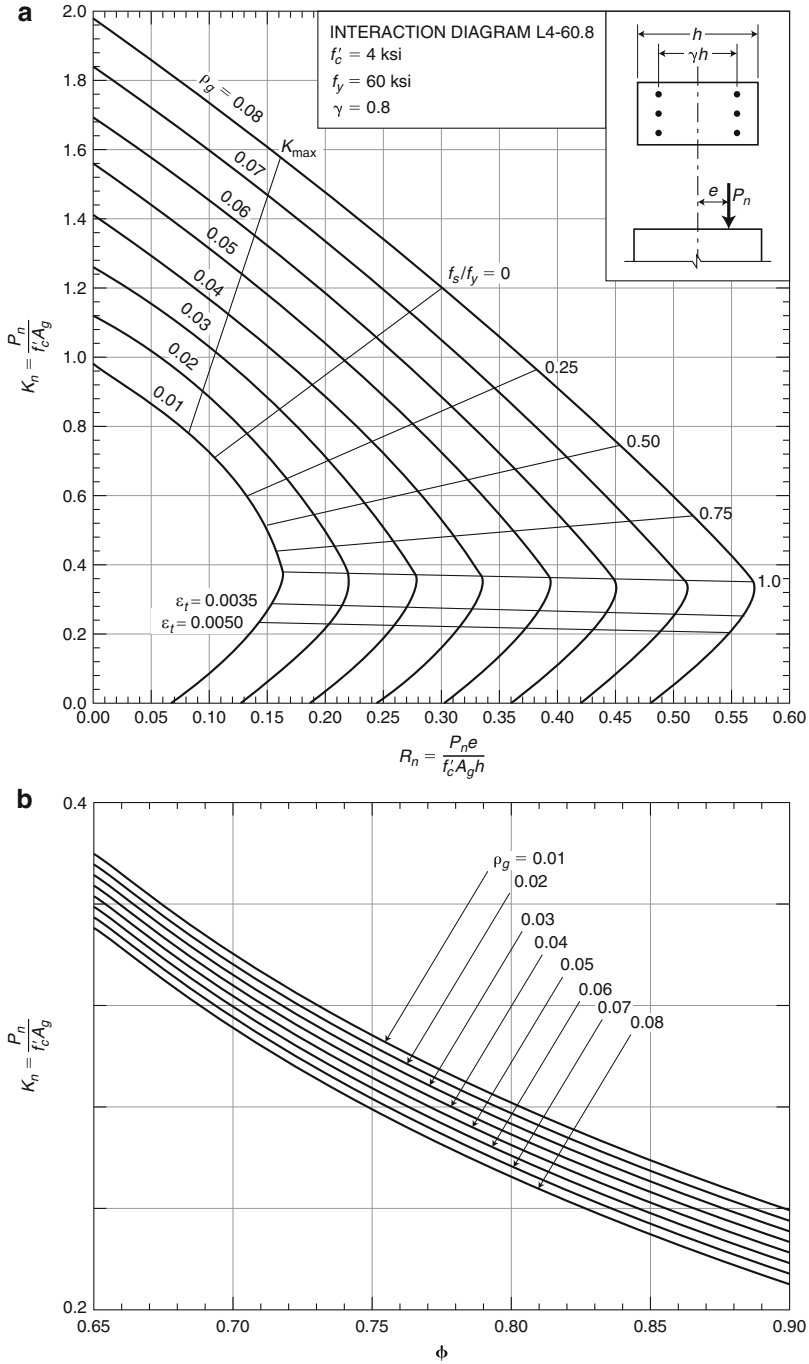 a
INTERACTION DIAGRAM L4-60.8
f′c = 4 ksi
fy = 60 ksi
γ = 0.8
h
γh
e
Pn
2.0
1.8
1.6
1.4
1.2
1.0
0.8
0.6
0.4
0.2
0.0
Kn = Pn / f′c Ag
ρg = 0.08
0.07
0.06
0.05
0.04
0.03
0.02
0.01
Kmax
fs/fy = 0
0.25
0.50
0.75
1.0
εt = 0.0035
εt = 0.0050
0.00 0.05 0.10 0.15 0.20 0.25 0.30 0.35 0.40 0.45 0.50 0.55 0.60
Rn = Pn e / f′c Ag h
b
0.4
0.2
Kn = Pn / f′c Ag
ρg = 0.01
0.02
0.03
0.04
0.05
0.06
0.07
0.08
0.65 0.70 0.75 0.80 0.85 0.90
ϕ